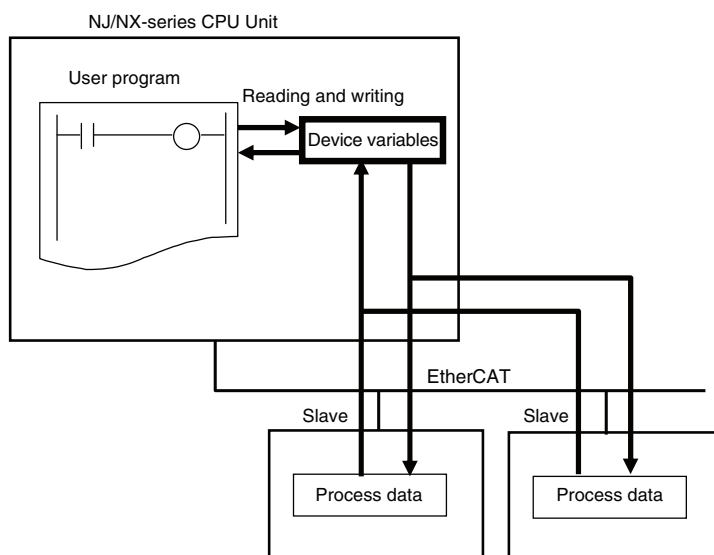 NJ/NX-series CPU Unit
User program
Reading and writing
Device variables
EtherCAT
Slave
Slave
Process data
Process data